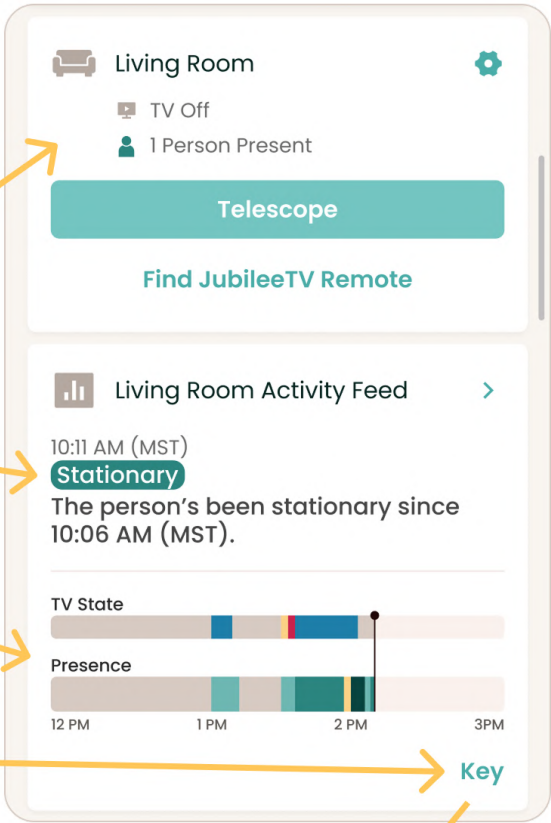 Living Room
TV Off
1 Person Present
Telescope
Find JubileeTV Remote
Living Room Activity Feed
10:11 AM (MST)
Stationary
The person's been stationary since
10:06 AM (MST).
TV State
Presence
12 PM 1 PM 2 PM 3PM
Key